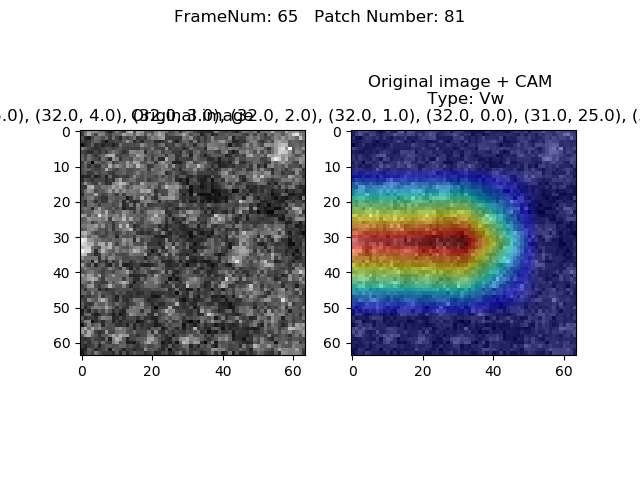 FrameNum: 65   Patch Number: 81
Original image + CAM
Type: Vw
5.0), (32.0, 4.0), (32.0, 3.0), (32.0, 2.0), (32.0, 1.0), (32.0, 0.0), (31.0, 25.0), (
Original image
0
10
20
30
40
50
60
0 20 40 60
0
10
20
30
40
50
60
0 20 40 60